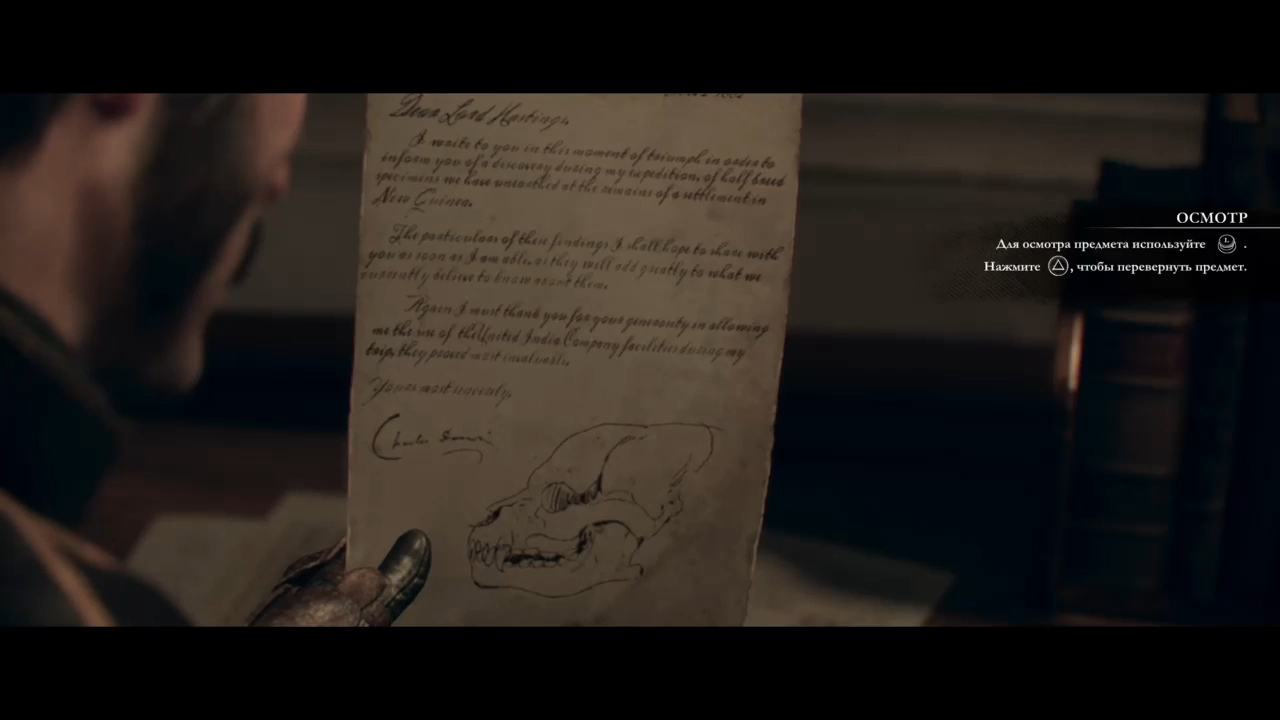 Dear Lord Hastings,
I write to you in this moment of triumph in order to
inform you of a discovery during my expedition, of half breed
specimens we have unearthed at the remains of a settlement in
New Guinea.
The particulars of these findings I shall hope to share with
you as soon as I am able, as they will add greatly to what we
currently believe to know about them.
Again I must thank you for your generosity in allowing
me the use of the United India Company facilities during my
trip, they proved most invaluable.
Yours most sincerely,
Charles Darwin
ОСМОТР
Для осмотра предмета используйте L .
Нажмите △, чтобы перевернуть предмет.